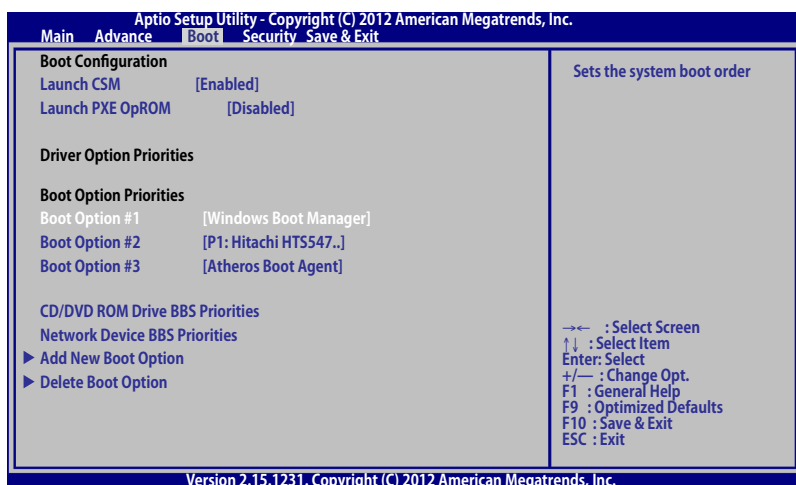 Aptio Setup Utility - Copyright (C) 2012 American Megatrends, Inc.
Main Advance Boot Security Save & Exit
Boot Configuration
Launch CSM [Enabled]
Launch PXE OpROM [Disabled]
Driver Option Priorities
Boot Option Priorities
Boot Option #1 [Windows Boot Manager]
Boot Option #2 [P1: Hitachi HTS547..]
Boot Option #3 [Atheros Boot Agent]
CD/DVD ROM Drive BBS Priorities
Network Device BBS Priorities
▶ Add New Boot Option
▶ Delete Boot Option
Sets the system boot order
→← : Select Screen
↑↓ : Select Item
Enter: Select
+/— : Change Opt.
F1 : General Help
F9 : Optimized Defaults
F10 : Save & Exit
ESC : Exit
Version 2.15.1231. Copyright (C) 2012 American Megatrends, Inc.